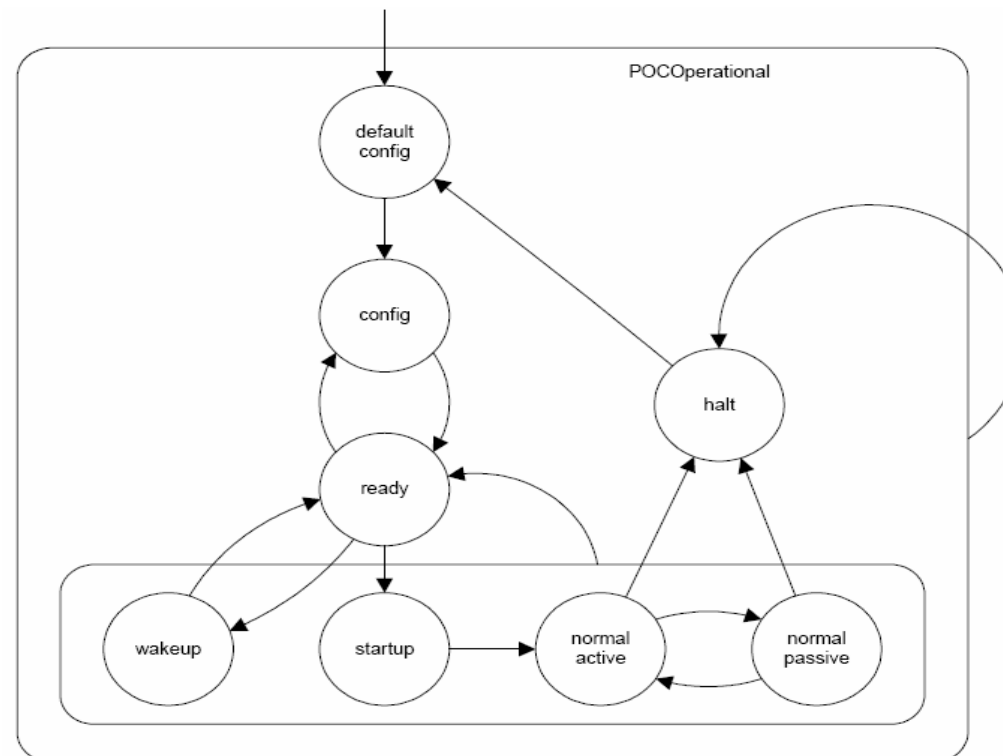 POCOperational
default
config
config
halt
ready
wakeup
startup
normal
active
normal
passive